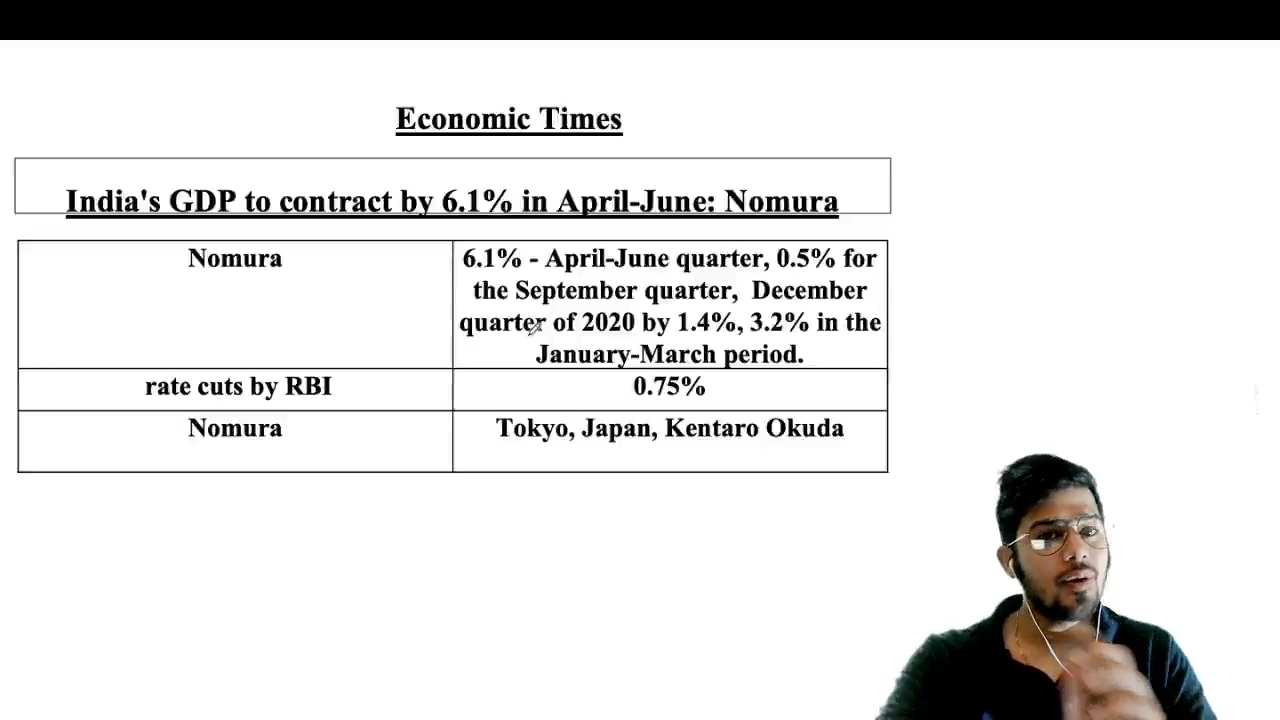 Economic Times
India's GDP to contract by 6.1% in April-June: Nomura
Nomura
6.1% - April-June quarter, 0.5% for
the September quarter, December
quarter of 2020 by 1.4%, 3.2% in the
January-March period.
rate cuts by RBI
0.75%
Nomura
Tokyo, Japan, Kentaro Okuda